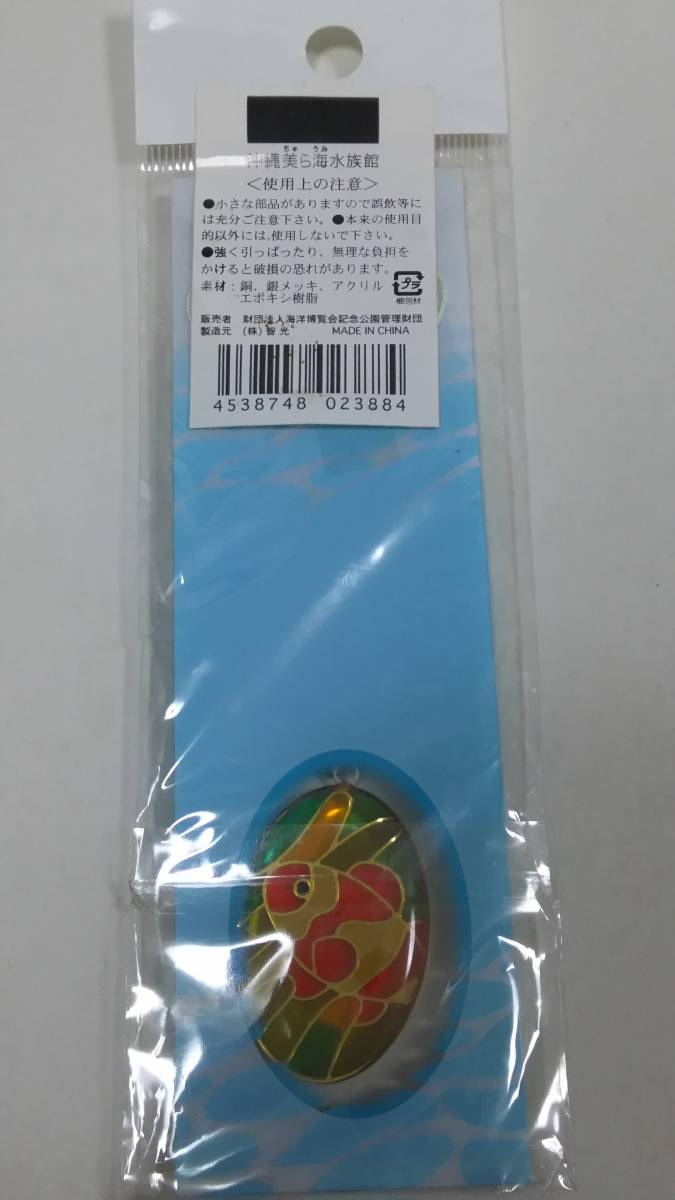 ちゅ うみ
沖縄美ら海水族館
＜使用上の注意＞
●小さな部品がありますので誤飲等に
は充分ご注意下さい。●本来の使用目
的以外には,使用しないで下さい。
●強く引っぱったり、無理な負担を
かけると破損の恐れがあります。
素材：銅、銀メッキ、アクリル
エポキシ樹脂
プラ
梱包材
販売者 財団法人海洋博覧会記念公園管理財団
製造元 (株)智光 MADE IN CHINA
4538748 023884